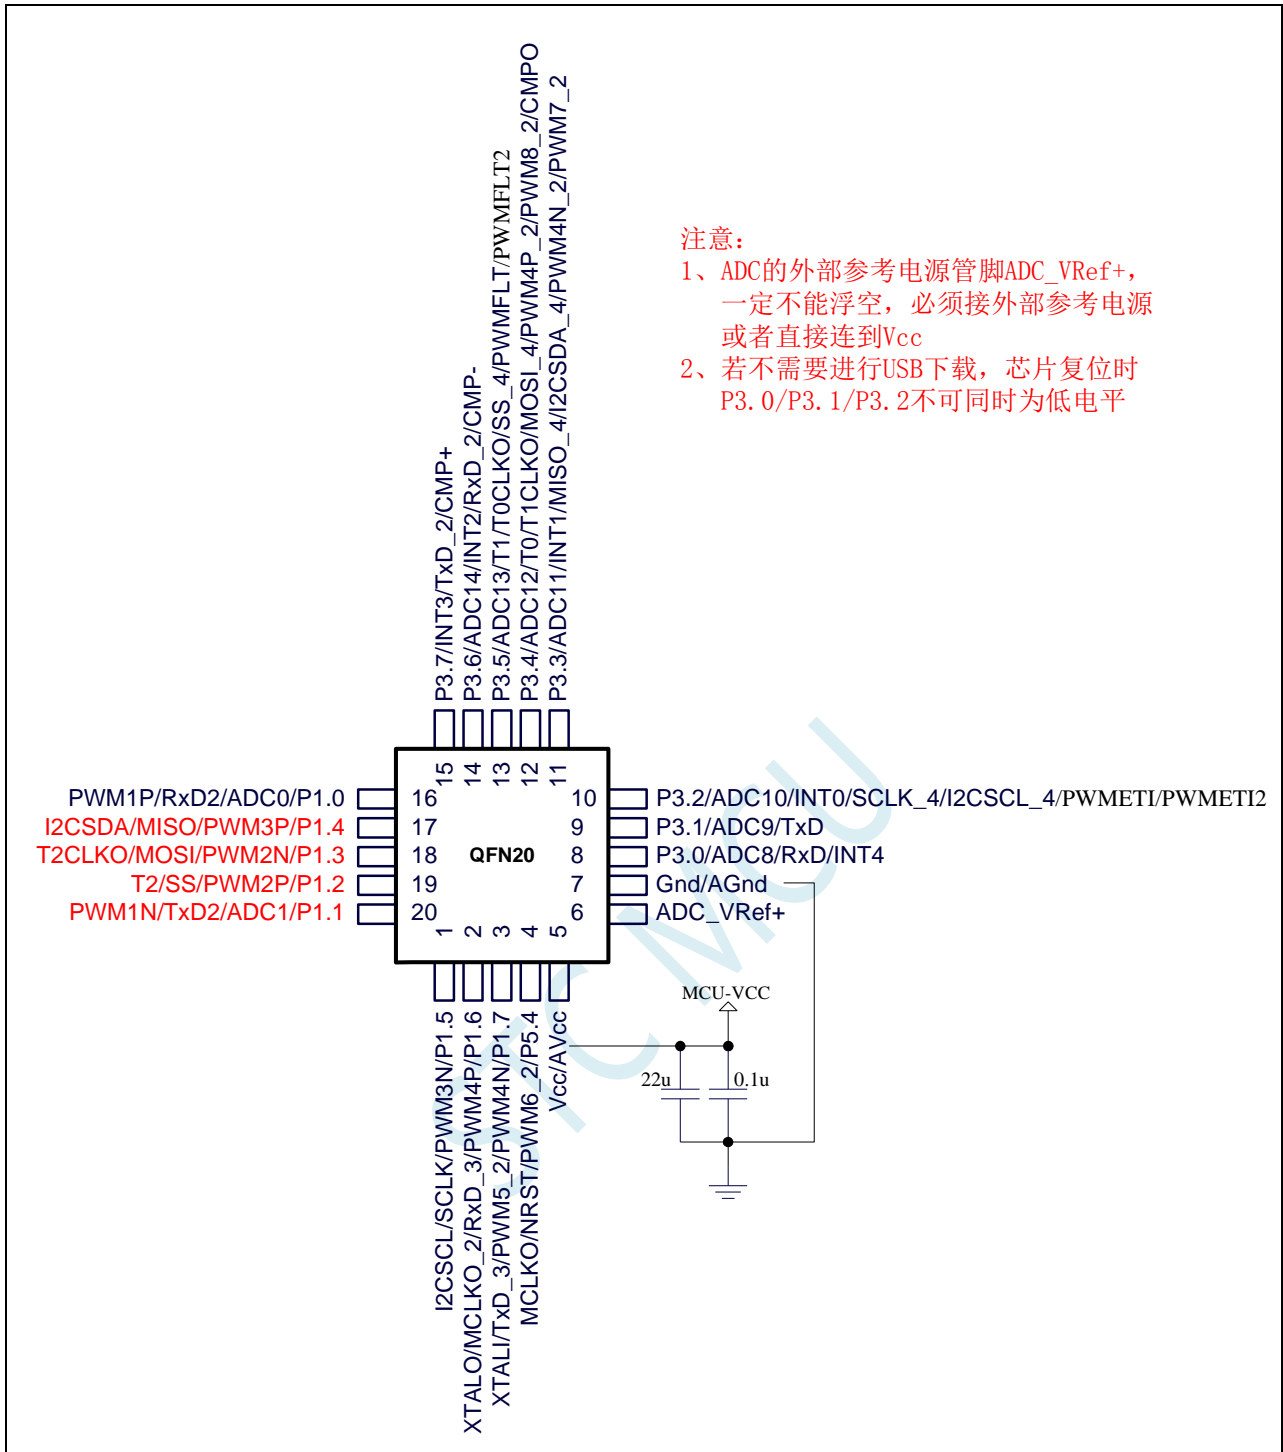 P3.7/INT3/TxD_2/CMP+
P3.6/ADC14/INT2/RxD_2/CMP-
P3.5/ADC13/T1/T0CLKO/SS_4/PWMFLT/PWMFLT2
P3.4/ADC12/T0/T1CLKO/MOSI_4/PWM4P_2/PWM8_2/CMPO
P3.3/ADC11/INT1/MISO_4/I2CSDA_4/PWM4N_2/PWM7_2
注意:
1、ADC的外部参考电源管脚ADC_VRef+,
一定不能浮空，必须接外部参考电源
或者直接连到Vcc
2、若不需要进行USB下载，芯片复位时
P3.0/P3.1/P3.2不可同时为低电平
15
14
13
12
11
PWM1P/RxD2/ADC0/P1.0
16
I2CSDA/MISO/PWM3P/P1.4
17
T2CLKO/MOSI/PWM2N/P1.3
18
T2/SS/PWM2P/P1.2
19
PWM1N/TxD2/ADC1/P1.1
20
QFN20
10
P3.2/ADC10/INT0/SCLK_4/I2CSCL_4/PWMETI/PWMETI2
9
P3.1/ADC9/TxD
8
P3.0/ADC8/RxD/INT4
7
Gnd/AGnd
6
ADC_VRef+
1
2
3
4
5
I2CSCL/SCLK/PWM3N/P1.5
XTALO/MCLKO_2/RxD_3/PWM4P/P1.6
XTALI/TxD_3/PWM5_2/PWM4N/P1.7
MCLKO/NRST/PWM6_2/P5.4
Vcc/AVcc
MCU-VCC
22u
0.1u
STC MCU